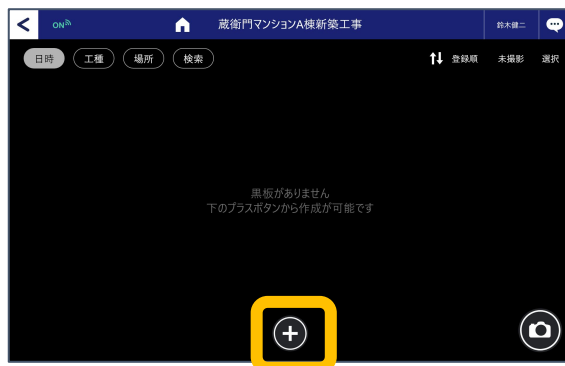 ON
蔵衛門マンションA棟新築工事
鈴木健二
日時 工種 場所 検索
登録順 未撮影 選択
黒板がありません
下のプラスボタンから作成が可能です